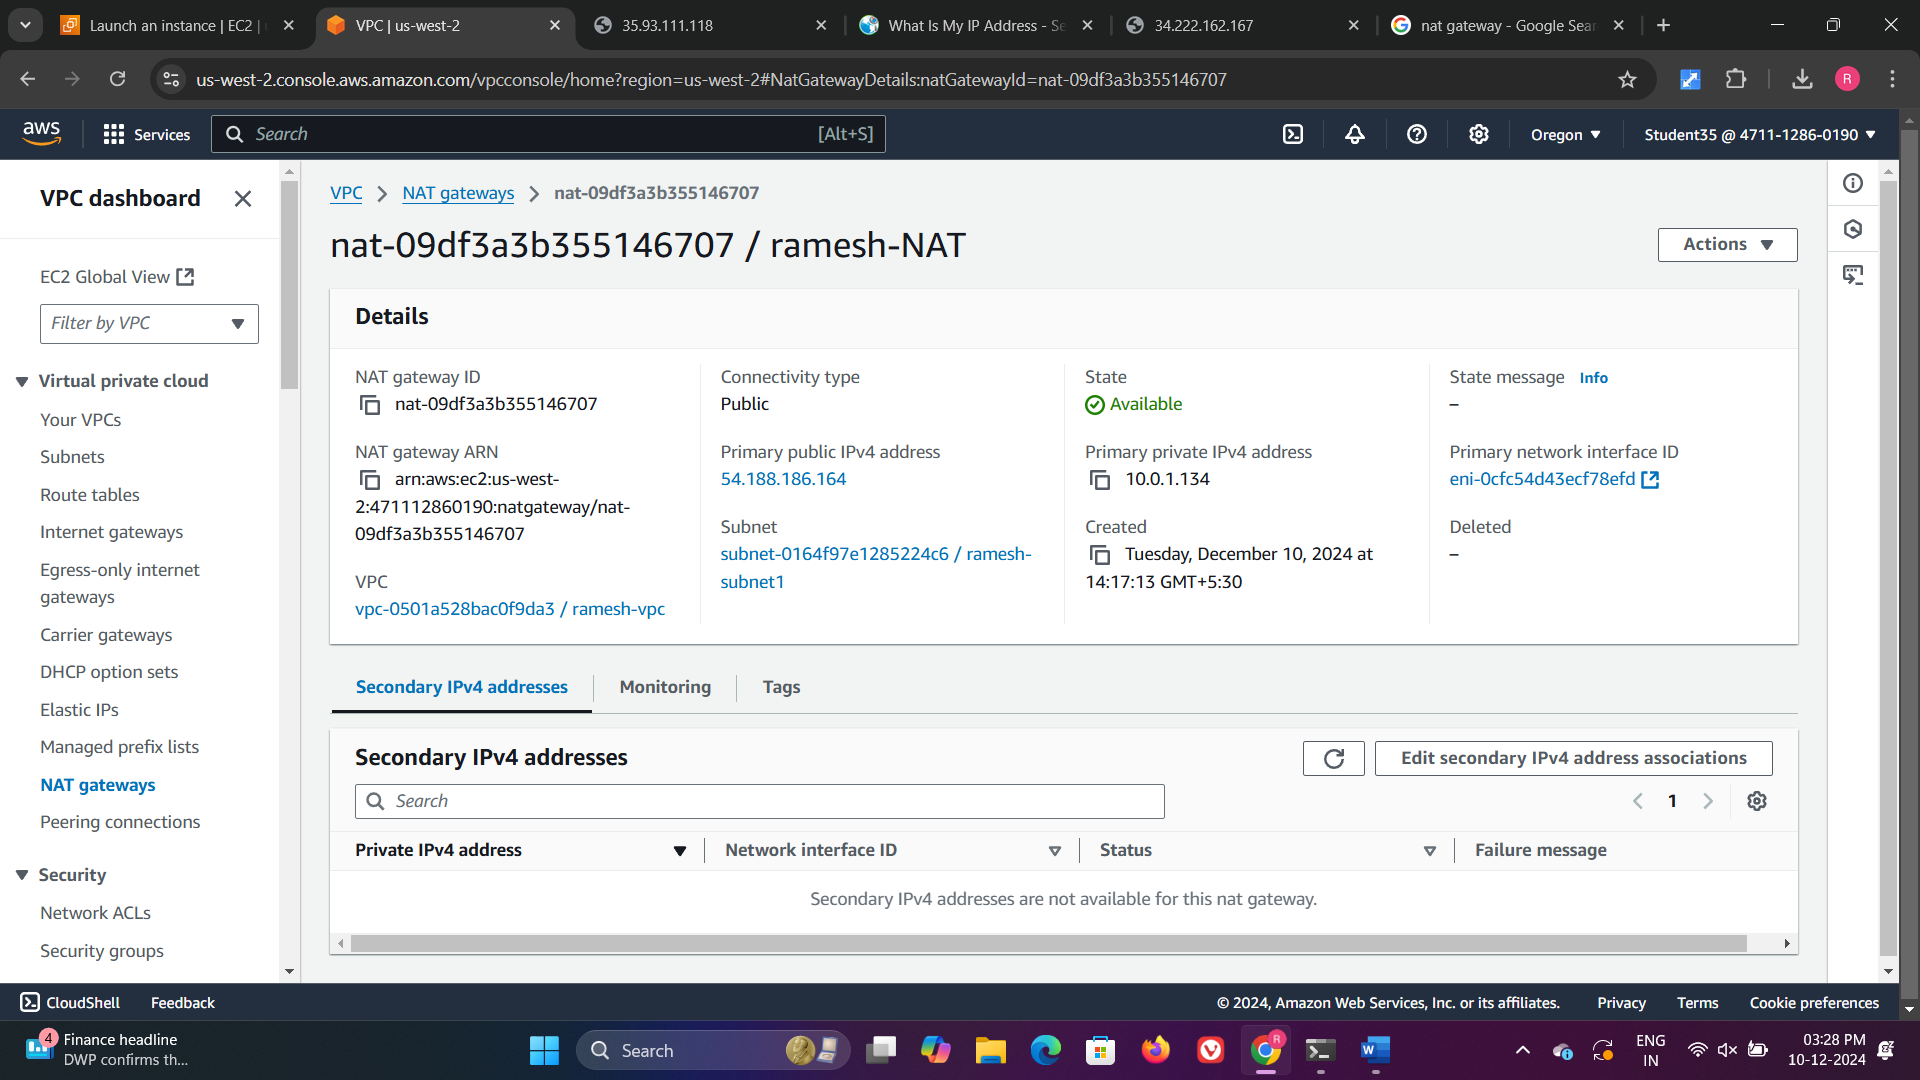 Launch an instance | EC2 |
VPC | us-west-2
35.93.111.118
What Is My IP Address - Se
34.222.162.167
nat gateway - Google Sear
us-west-2.console.aws.amazon.com/vpcconsole/home?region=us-west-2#NatGatewayDetails:natGatewayId=nat-09df3a3b355146707
R
aws
Services
Search
[Alt+S]
Oregon
Student35 @ 4711-1286-0190
VPC dashboard
EC2 Global View
Filter by VPC
Virtual private cloud
Your VPCs
Subnets
Route tables
Internet gateways
Egress-only internet
gateways
Carrier gateways
DHCP option sets
Elastic IPs
Managed prefix lists
NAT gateways
Peering connections
Security
Network ACLs
Security groups
VPC
NAT gateways
nat-09df3a3b355146707
nat-09df3a3b355146707 / ramesh-NAT
Actions
Details
NAT gateway ID
nat-09df3a3b355146707
NAT gateway ARN
arn:aws:ec2:us-west-
2:471112860190:natgateway/nat-
09df3a3b355146707
VPC
vpc-0501a528bac0f9da3 / ramesh-vpc
Connectivity type
Public
Primary public IPv4 address
54.188.186.164
Subnet
subnet-0164f97e1285224c6 / ramesh-
subnet1
State
Available
Primary private IPv4 address
10.0.1.134
Created
Tuesday, December 10, 2024 at
14:17:13 GMT+5:30
State message Info
–
Primary network interface ID
eni-0cfc54d43ecf78efd
Deleted
–
Secondary IPv4 addresses
Monitoring
Tags
Secondary IPv4 addresses
Edit secondary IPv4 address associations
Search
1
Private IPv4 address
Network interface ID
Status
Failure message
Secondary IPv4 addresses are not available for this nat gateway.
CloudShell
Feedback
© 2024, Amazon Web Services, Inc. or its affiliates.
Privacy
Terms
Cookie preferences
4
Finance headline
DWP confirms th...
Search
R
ENG
IN
03:28 PM
10-12-2024